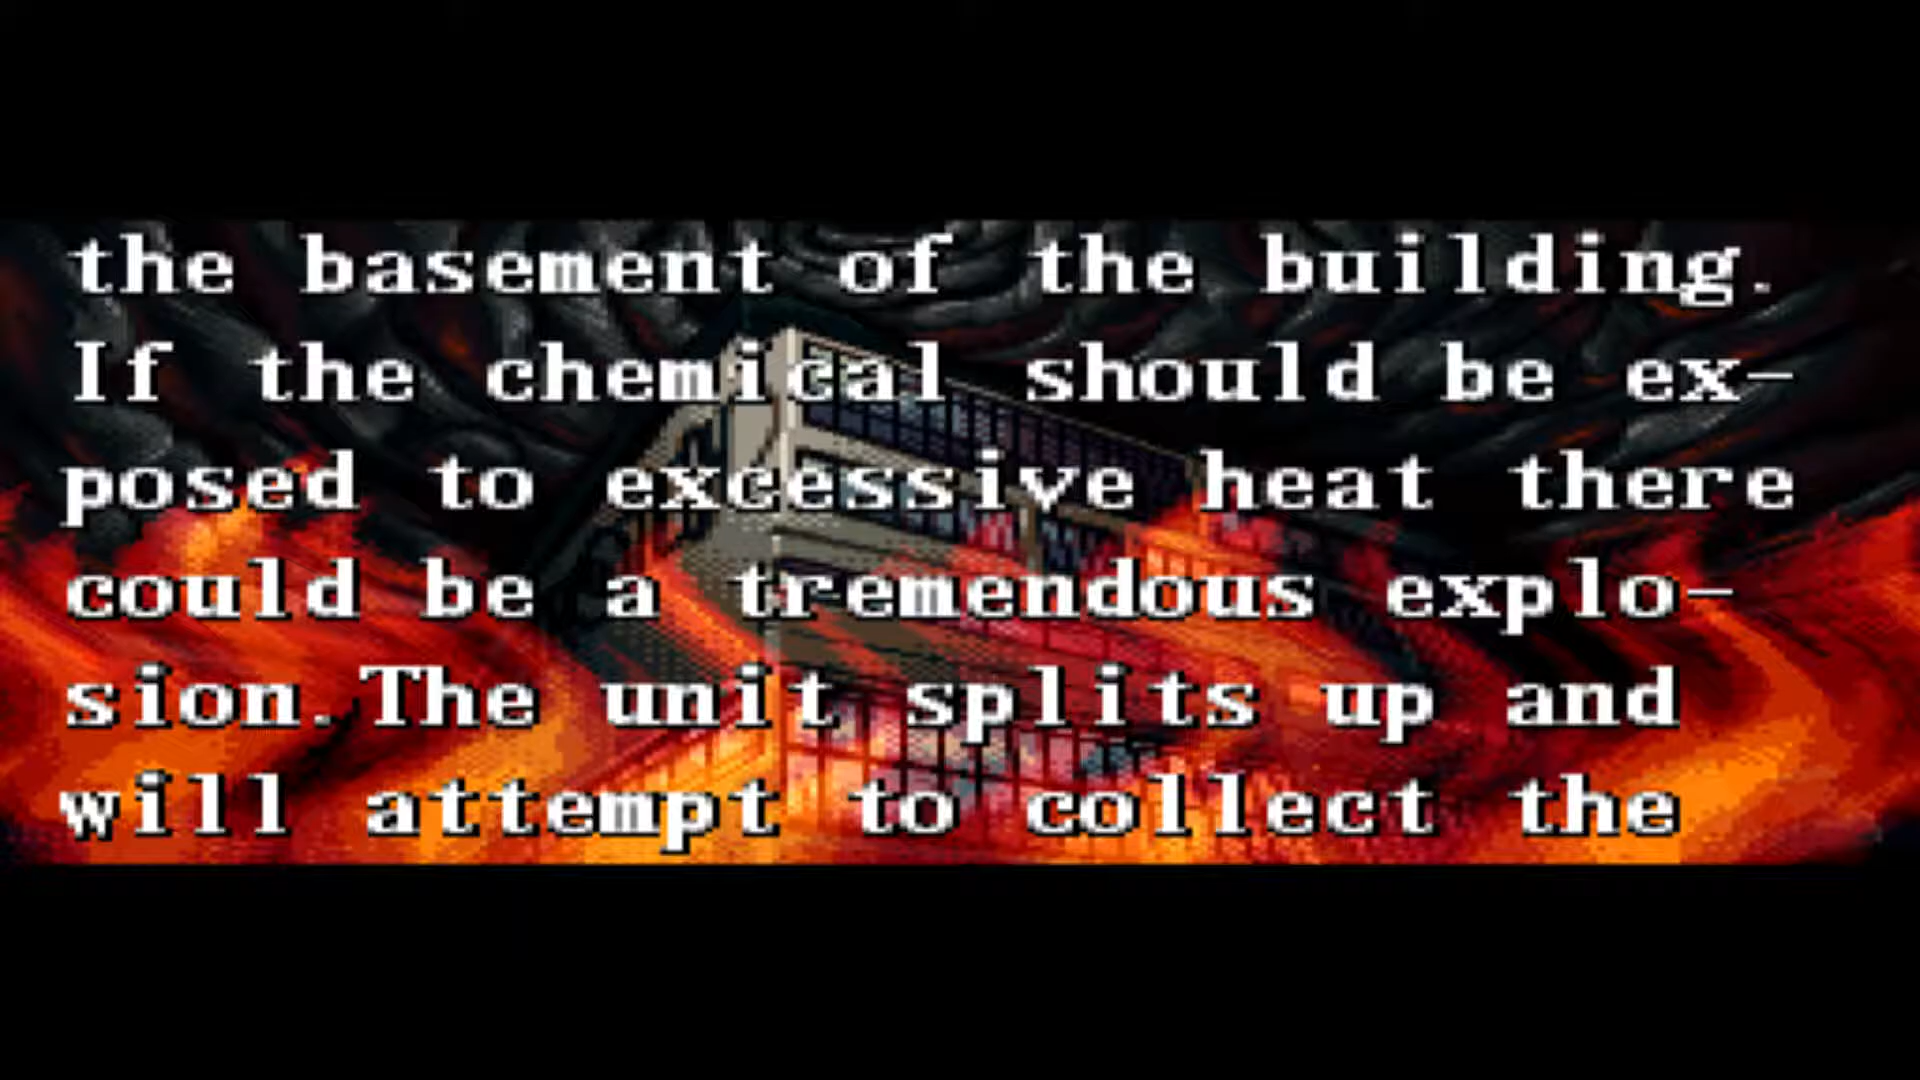 the basement of the building.
If the chemical should be ex-
posed to excessive heat there
could be a tremendous explo-
sion.The unit splits up and
will attempt to collect the